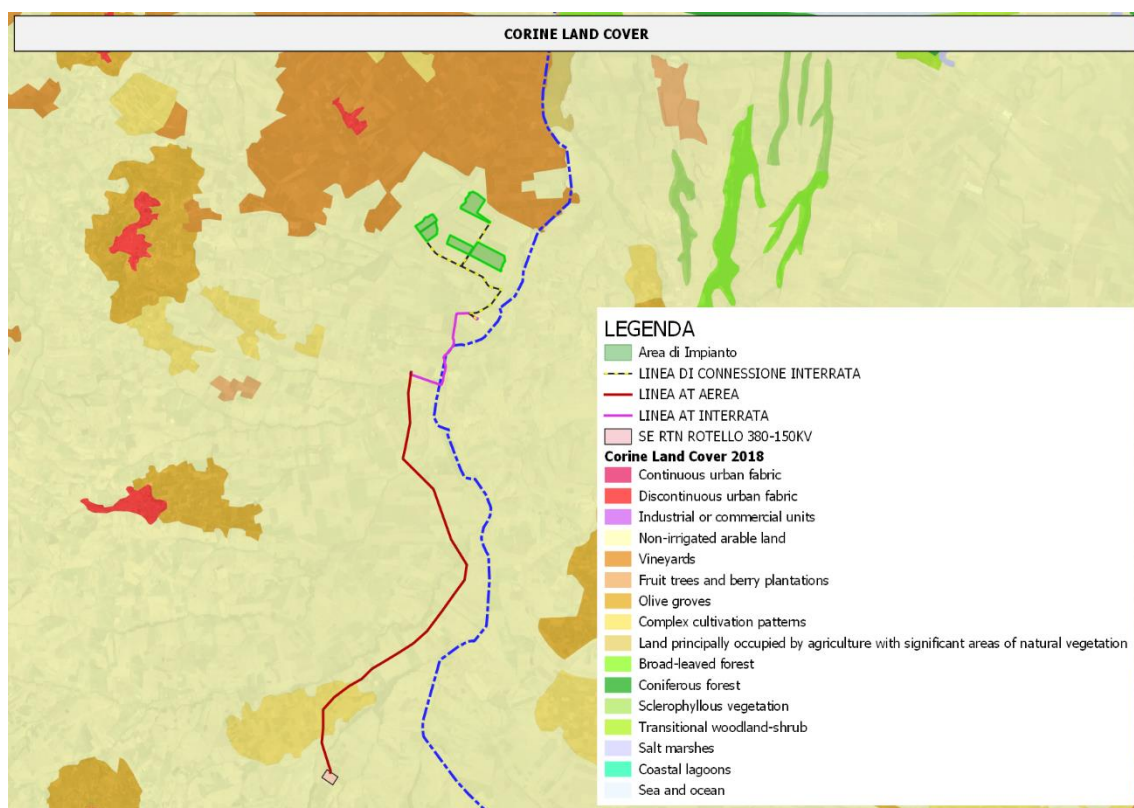 CORINE LAND COVER
LEGENDA
Area di Impianto
LINEA DI CONNESSIONE INTERRATA
LINEA AT AEREA
LINEA AT INTERRATA
SE RTN ROTELLO 380-150KV
Corine Land Cover 2018
Continuous urban fabric
Discontinuous urban fabric
Industrial or commercial units
Non-irrigated arable land
Vineyards
Fruit trees and berry plantations
Olive groves
Complex cultivation patterns
Land principally occupied by agriculture with significant areas of natural vegetation
Broad-leaved forest
Coniferous forest
Sclerophyllous vegetation
Transitional woodland-shrub
Salt marshes
Coastal lagoons
Sea and ocean